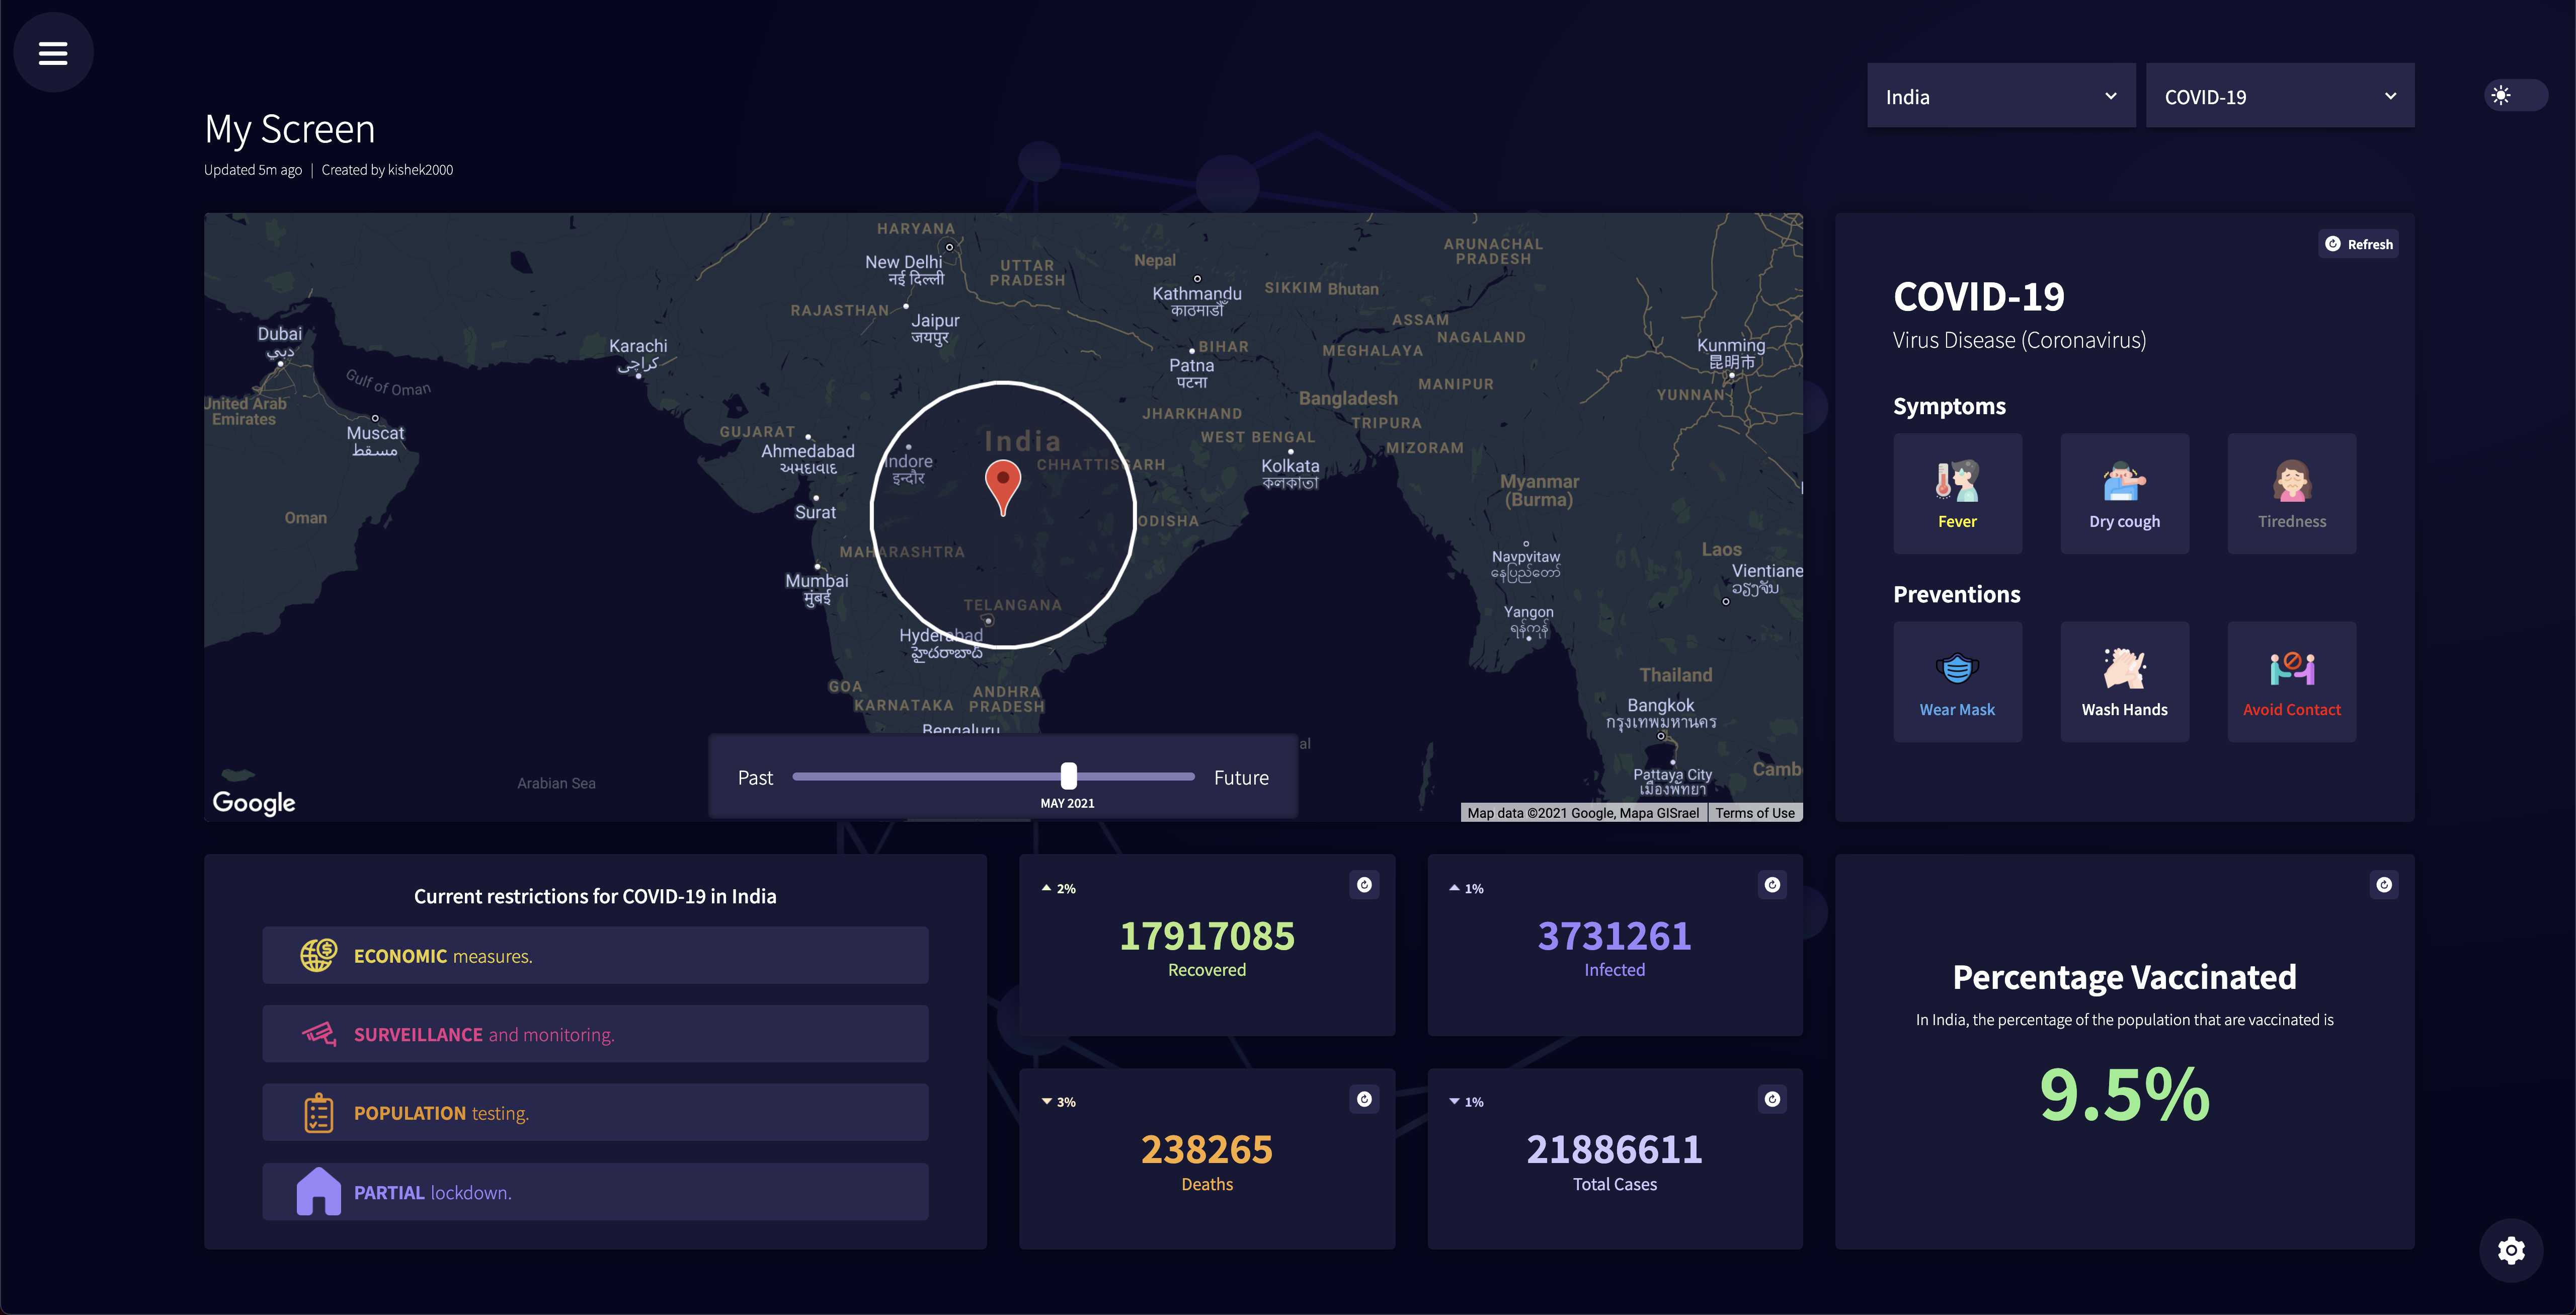 India
COVID-19
My Screen
Updated 5m ago | Created by kishek2000
HARYANA
New Delhi
नई दिल्ली
UTTAR
PRADESH
Nepal
Kathmandu
काठमाडौँ
SIKKIM
Bhutan
ARUNACHAL
PRADESH
RAJASTHAN
Jaipur
जयपुर
ASSAM
NAGALAND
Dubai
دبي
Karachi
کراچی
BIHAR
Patna
पटना
MEGHALAYA
Kunming
昆明市
Gulf of Oman
MANIPUR
YUNNAN
United Arab
Emirates
Bangladesh
JHARKHAND
TRIPURA
Muscat
مسقط
GUJARAT
Ahmedabad
અમદાવાદ
India
WEST BENGAL
MIZORAM
Indore
इन्दौर
CHHATTISGARH
Kolkata
কলকাতা
Myanmar
(Burma)
Surat
Oman
ODISHA
MAHARASHTRA
Naypyitaw
နေပြည်တော်
Laos
Vientiane
ວຽງຈັນ
Mumbai
मुंबई
TELANGANA
Yangon
ရန်ကုန်
Hyderabad
హైదరాబాద్
Thailand
GOA
KARNATAKA
ANDHRA
PRADESH
Bangkok
กรุงเทพมหานคร
Bengaluru
al
Pattaya City
เมืองพัทยา
Camb
Arabian Sea
Past
Future
MAY 2021
Google
Map data ©2021 Google, Mapa GISrael
Terms of Use
Refresh
COVID-19
Virus Disease (Coronavirus)
Symptoms
Fever
Dry cough
Tiredness
Preventions
Wear Mask
Wash Hands
Avoid Contact
Current restrictions for COVID-19 in India
ECONOMIC measures.
SURVEILLANCE and monitoring.
POPULATION testing.
PARTIAL lockdown.
2%
17917085
Recovered
1%
3731261
Infected
3%
238265
Deaths
1%
21886611
Total Cases
Percentage Vaccinated
In India, the percentage of the population that are vaccinated is
9.5%